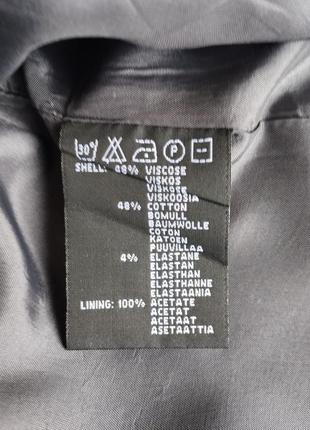 30°
P
SHELL: 48% VISCOSE
VISKOS
VISKOSE
VISKOOSIA
48% COTTON
BOMULL
BAUMWOLLE
COTON
KATOEN
PUUVILLAA
4% ELASTANE
ELASTAN
ELASTHAN
ELASTHANNE
ELASTAANIA
LINING: 100% ACETATE
ACETAT
ACETAAT
ASETAATTIA